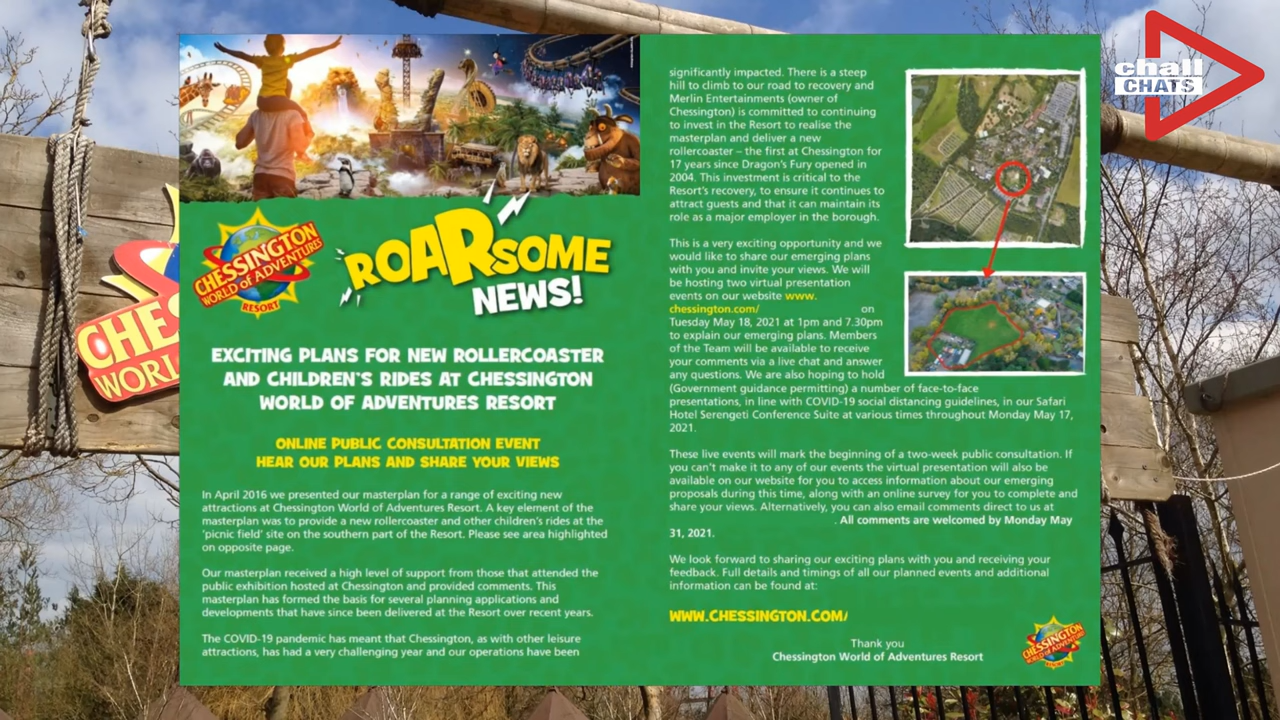 chall
CHATS
CHES
WORL
CHESSINGTON
WORLD OF ADVENTURES
RESORT
ROARSOME
NEWS!
EXCITING PLANS FOR NEW ROLLERCOASTER
AND CHILDREN'S RIDES AT CHESSINGTON
WORLD OF ADVENTURES RESORT
ONLINE PUBLIC CONSULTATION EVENT
HEAR OUR PLANS AND SHARE YOUR VIEWS
In April 2016 we presented our masterplan for a range of exciting new
attractions at Chessington World of Adventures Resort. A key element of the
masterplan was to provide a new rollercoaster and other children's rides at the
'picnic field' site on the southern part of the Resort. Please see area highlighted
on opposite page.
Our masterplan received a high level of support from those that attended the
public exhibition hosted at Chessington and provided comments. This
masterplan has formed the basis for several planning applications and
developments that have since been delivered at the Resort over recent years.
The COVID-19 pandemic has meant that Chessington, as with other leisure
attractions, has had a very challenging year and our operations have been
significantly impacted. There is a steep
hill to climb to our road to recovery and
Merlin Entertainments (owner of
Chessington) is committed to continuing
to invest in the Resort to realise the
masterplan and deliver a new
rollercoaster – the first at Chessington for
17 years since Dragon's Fury opened in
2004. This investment is critical to the
Resort's recovery, to ensure it continues to
attract guests and that it can maintain its
role as a major employer in the borough.
This is a very exciting opportunity and we
would like to share our emerging plans
with you and invite your views. We will
be hosting two virtual presentation
events on our website www.
chessington.com/ on
Tuesday May 18, 2021 at 1pm and 7.30pm
to explain our emerging plans. Members
of the Team will be available to receive
your comments via a live chat and answer
any questions. We are also hoping to hold
(Government guidance permitting) a number of face-to-face
presentations, in line with COVID-19 social distancing guidelines, in our Safari
Hotel Serengeti Conference Suite at various times throughout Monday May 17,
2021.
These live events will mark the beginning of a two-week public consultation. If
you can't make it to any of our events the virtual presentation will also be
available on our website for you to access information about our emerging
proposals during this time, along with an online survey for you to complete and
share your views. Alternatively, you can also email comments direct to us at
. All comments are welcomed by Monday May
31, 2021.
We look forward to sharing our exciting plans with you and receiving your
feedback. Full details and timings of all our planned events and additional
information can be found at:
WWW.CHESSINGTON.COM/
Thank you
Chessington World of Adventures Resort
CHESSINGTON
WORLD OF ADVENTURES
RESORT